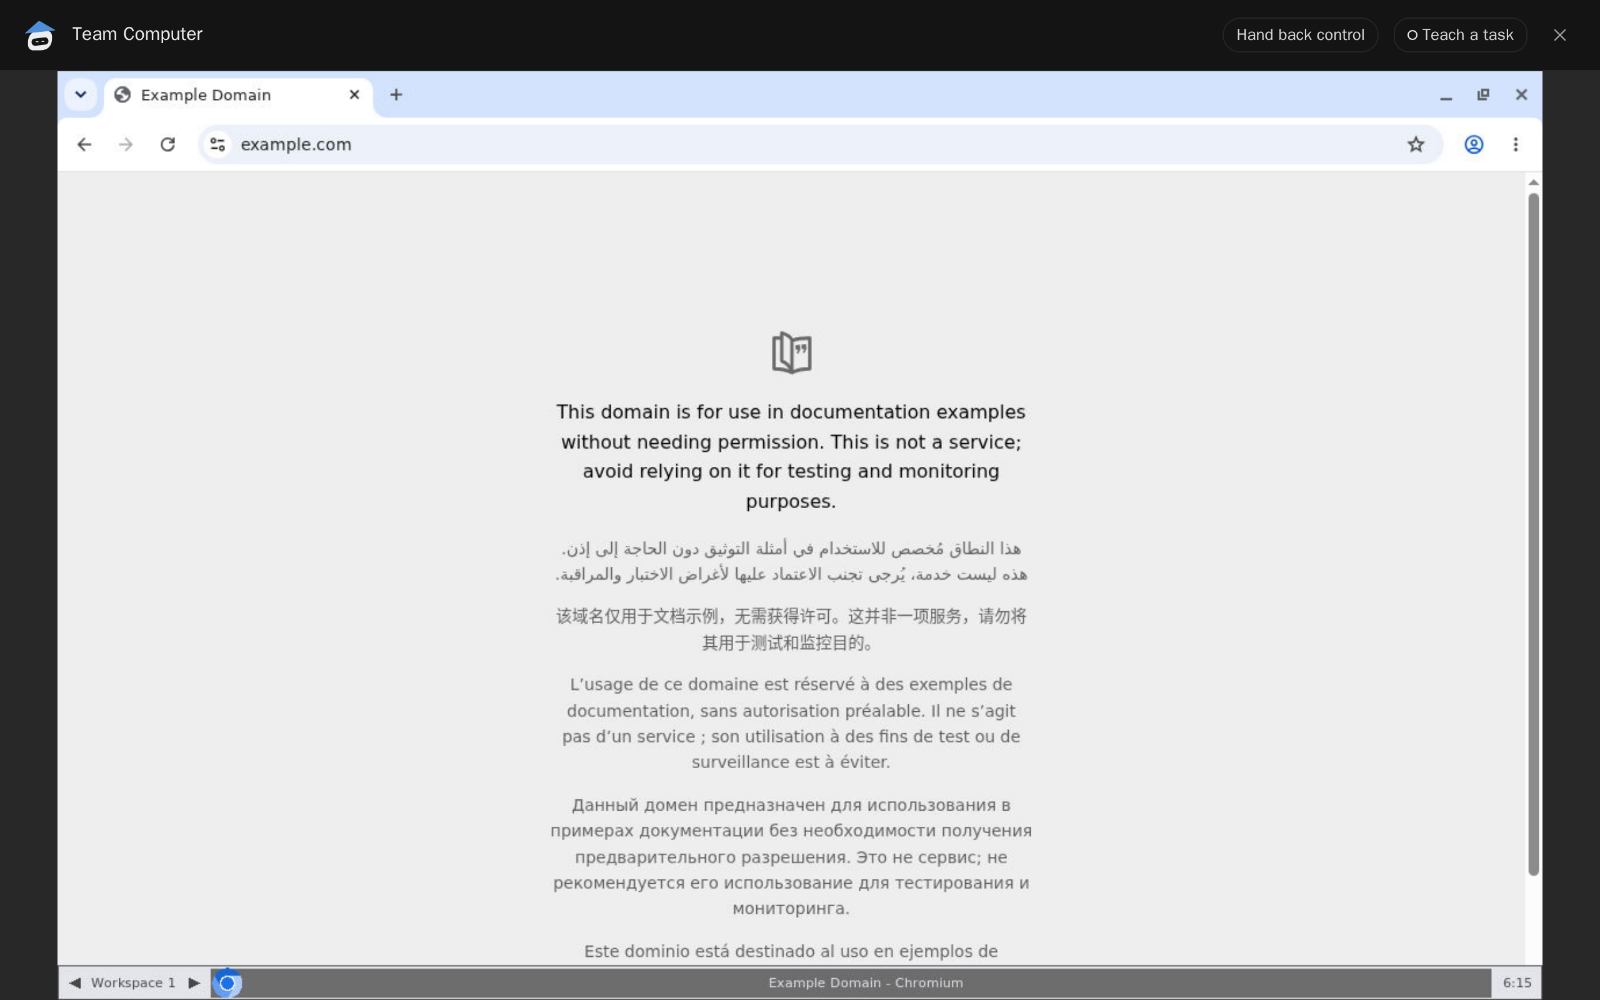 Team Computer
Hand back control
Teach a task
Example Domain
example.com
This domain is for use in documentation examples
without needing permission. This is not a service;
avoid relying on it for testing and monitoring
purposes.
هذا النطاق مُخصص للاستخدام في أمثلة التوثيق دون الحاجة إلى إذن.
هذه ليست خدمة، يُرجى تجنب الاعتماد عليها لأغراض الاختبار والمراقبة.
该域名仅用于文档示例，无需获得许可。这并非一项服务，请勿将
其用于测试和监控目的。
L’usage de ce domaine est réservé à des exemples de
documentation, sans autorisation préalable. Il ne s’agit
pas d’un service ; son utilisation à des fins de test ou de
surveillance est à éviter.
Данный домен предназначен для использования в
примерах документации без необходимости получения
предварительного разрешения. Это не сервис; не
рекомендуется его использование для тестирования и
мониторинга.
Este dominio está destinado al uso en ejemplos de
Workspace 1
Example Domain - Chromium
6:15